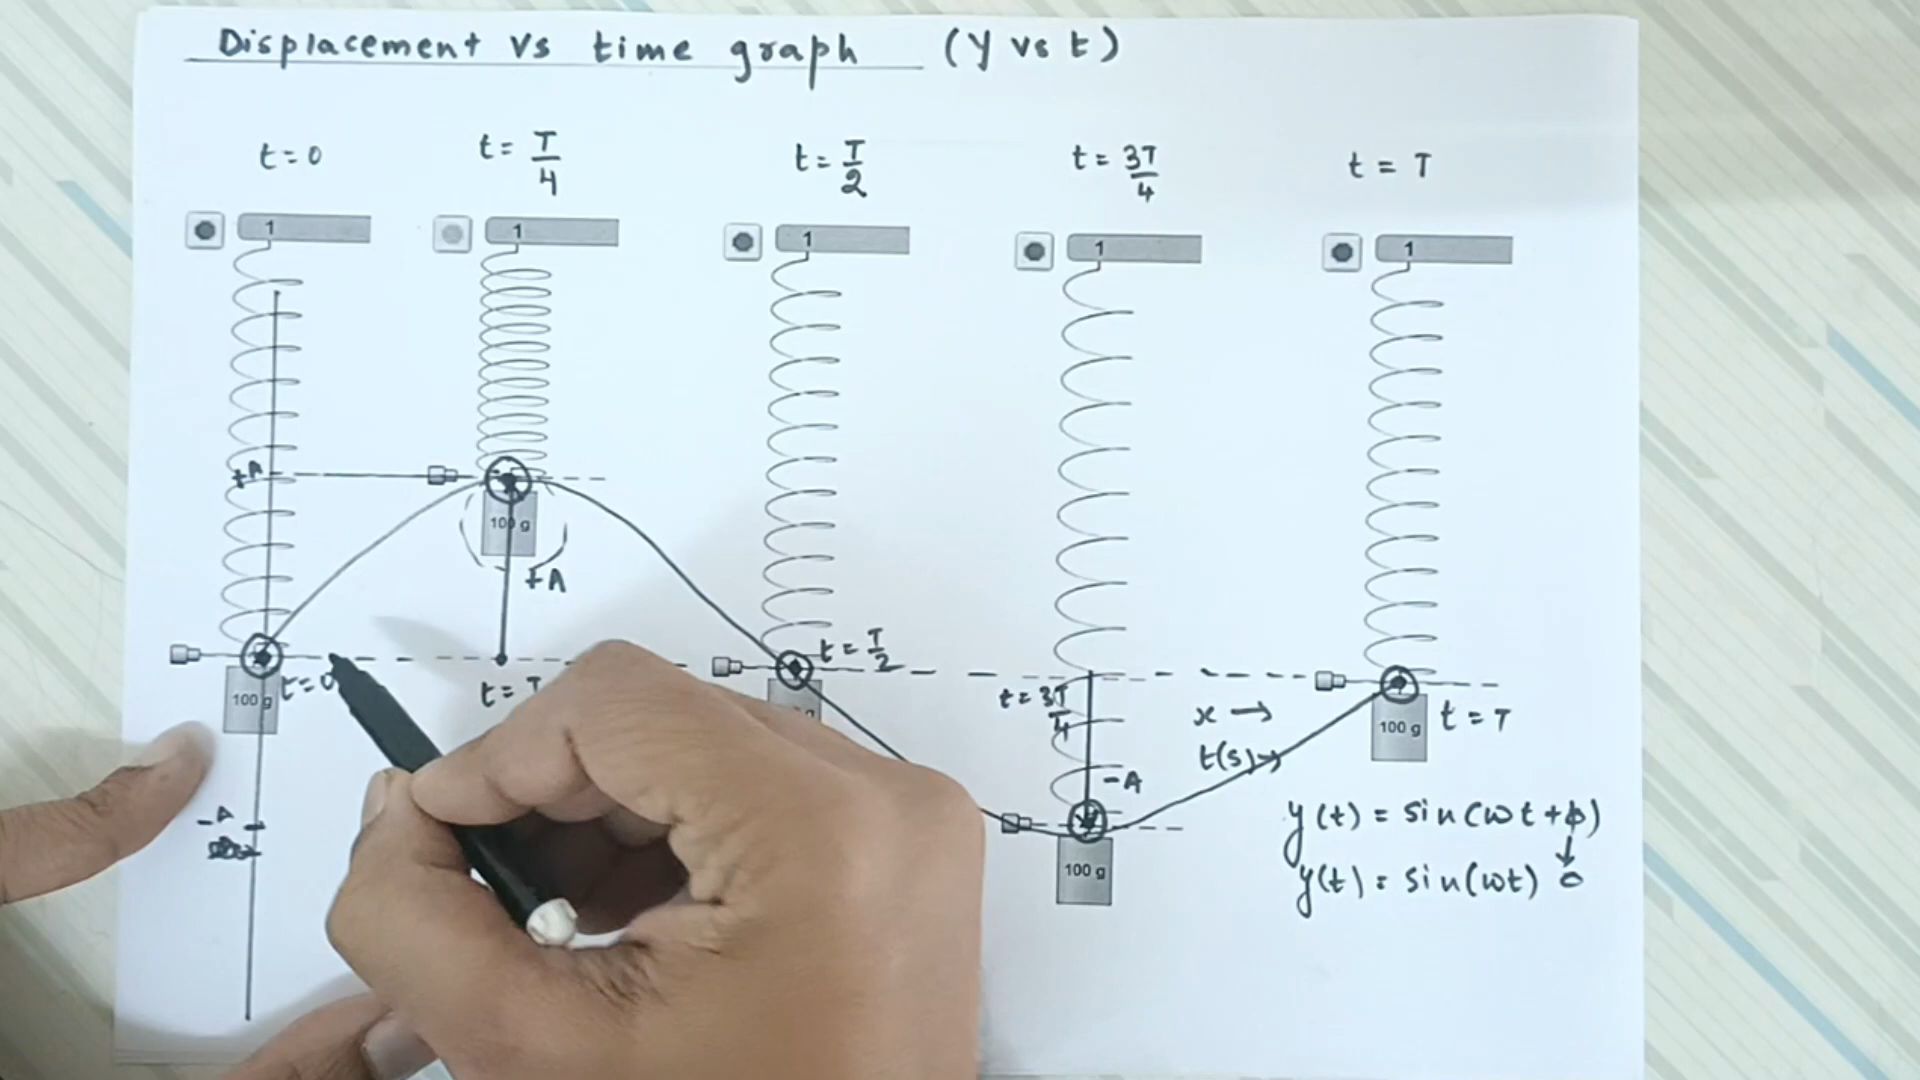 Displacement vs time graph (y vs t)
t=0
t= T/4
t= T/2
t= 3T/4
t = T
1
1
1
1
1
+A
100 g
+A
t= T/2
t=0
100 g
t= T
t= 3T/4
x →
t(s)→
t = T
100 g
-A
-A
100 g
y(t) = sin(ωt+ϕ)
y(t) = sin(ωt) 0